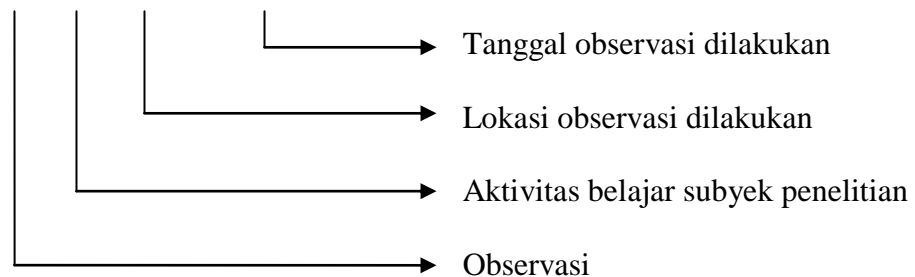 Tanggal observasi dilakukan
Lokasi observasi dilakukan
Aktivitas belajar subyek penelitian
Observasi